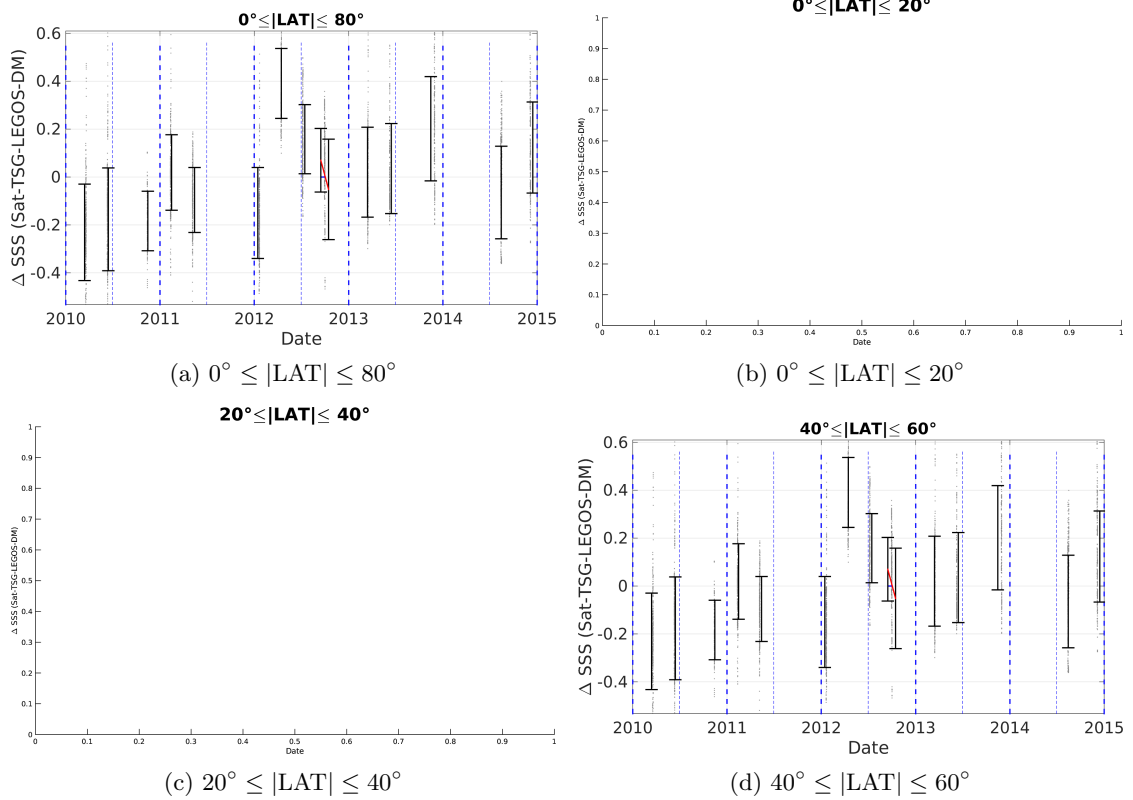 0°≤|LAT|≤ 80°
Δ SSS (Sat-TSG-LEGOS-DM)
0.6
0.4
0.2
0
-0.2
-0.4
2010 2011 2012 2013 2014 2015
Date
(a) 0° ≤ |LAT| ≤ 80°
0°≤|LAT|≤ 20°
Δ SSS (Sat-TSG-LEGOS-DM)
1
0.9
0.8
0.7
0.6
0.5
0.4
0.3
0.2
0.1
0
0 0.1 0.2 0.3 0.4 0.5 0.6 0.7 0.8 0.9 1
Date
(b) 0° ≤ |LAT| ≤ 20°
20°≤|LAT|≤ 40°
Δ SSS (Sat-TSG-LEGOS-DM)
1
0.9
0.8
0.7
0.6
0.5
0.4
0.3
0.2
0.1
0
0 0.1 0.2 0.3 0.4 0.5 0.6 0.7 0.8 0.9 1
Date
(c) 20° ≤ |LAT| ≤ 40°
40°≤|LAT|≤ 60°
Δ SSS (Sat-TSG-LEGOS-DM)
0.6
0.4
0.2
0
-0.2
-0.4
2010 2011 2012 2013 2014 2015
Date
(d) 40° ≤ |LAT| ≤ 60°